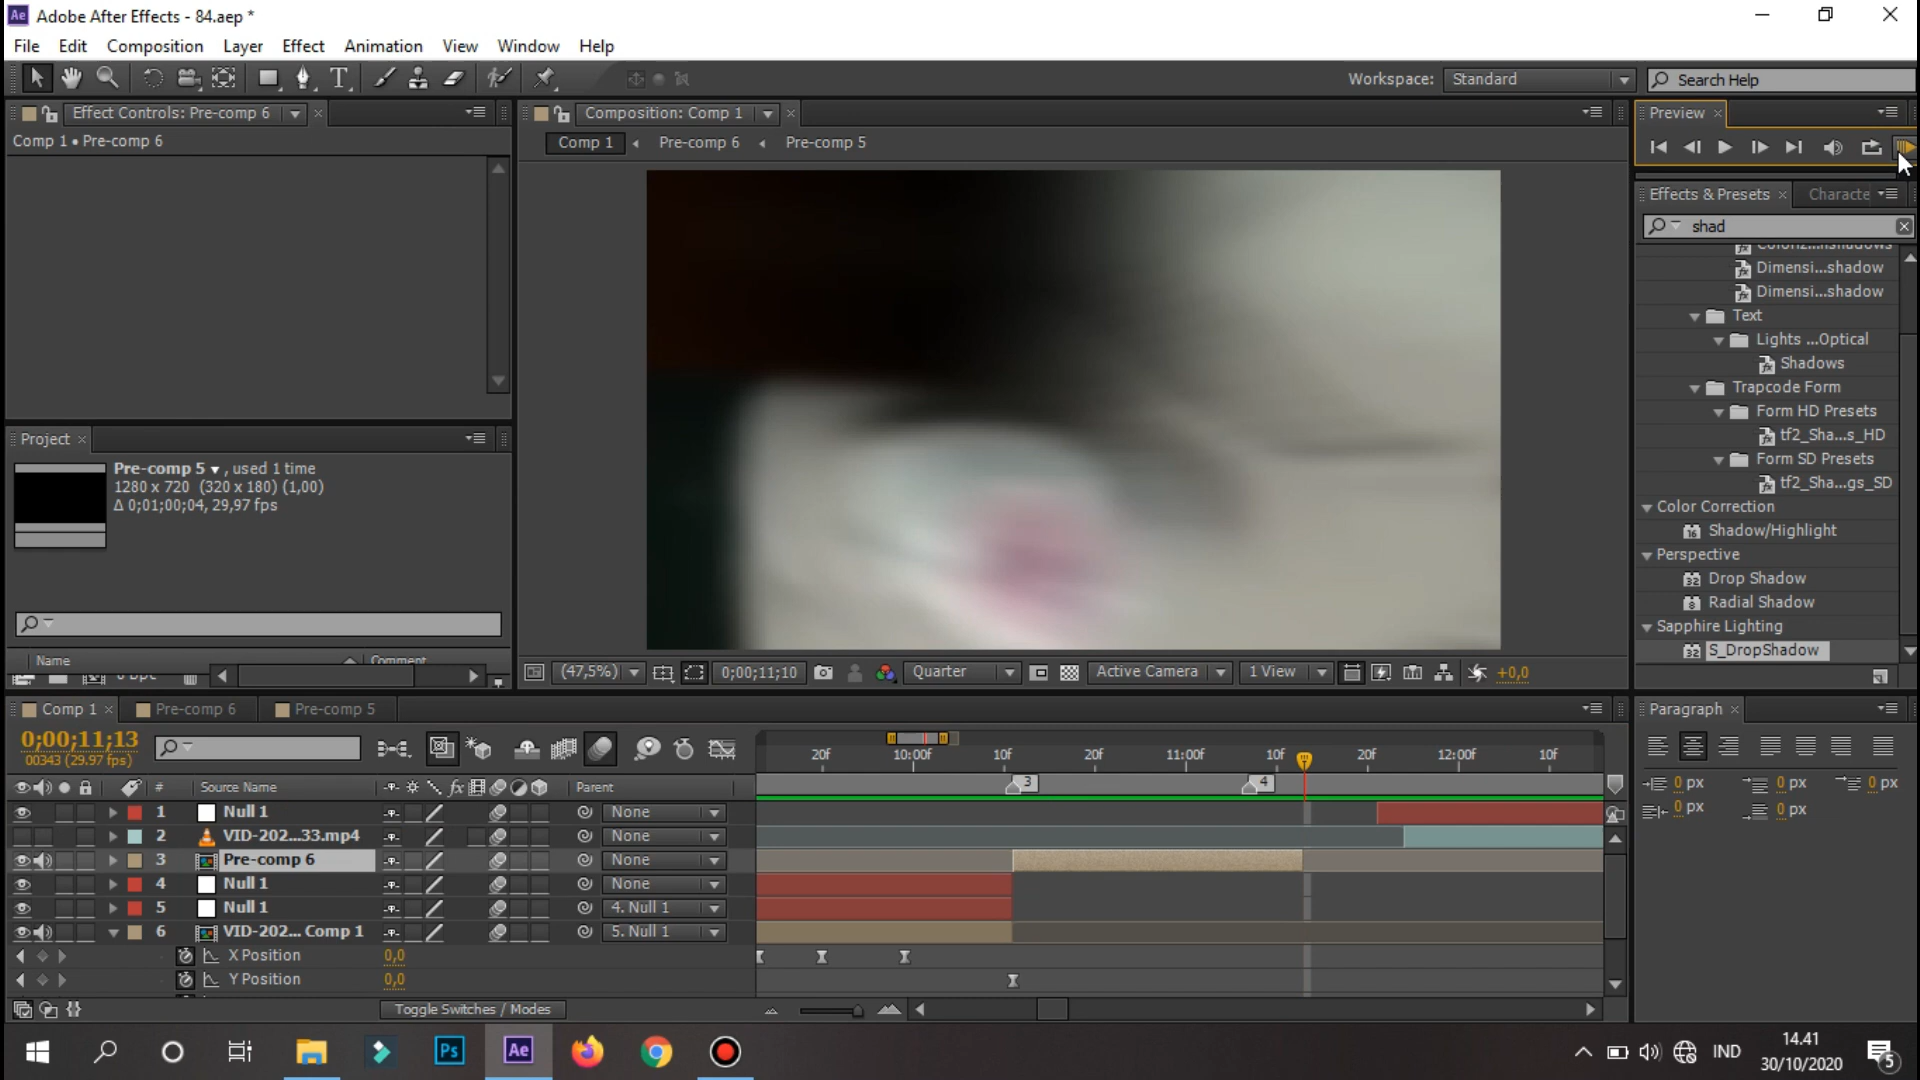 Ae Adobe After Effects - 84.aep *
File Edit Composition Layer Effect Animation View Window Help
Workspace: Standard Search Help
Effect Controls: Pre-comp 6
Comp 1 • Pre-comp 6
Composition: Comp 1
Comp 1 Pre-comp 6 Pre-comp 5
Preview
Effects & Presets Characte
shad
Dimensi...shadow
Dimensi...shadow
Text
Lights ...Optical
Shadows
Trapcode Form
Form HD Presets
tf2_Sha...s_HD
Form SD Presets
tf2_Sha...gs_SD
Color Correction
Shadow/Highlight
Perspective
Drop Shadow
Radial Shadow
Sapphire Lighting
S_DropShadow
Project
Pre-comp 5 , used 1 time
1280 x 720 (320 x 180) (1,00)
Δ 0;01;00;04, 29,97 fps
Name Comment
(47,5%) 0;00;11;10 Quarter Active Camera 1 View +0,0
Comp 1 Pre-comp 6 Pre-comp 5
0;00;11;13
00343 (29.97 fps)
20f 10:00f 10f 20f 11:00f 10f 20f 12:00f 10f
3 4
# Source Name fx Parent
1 Null 1 None
2 VID-202...33.mp4 None
3 Pre-comp 6 None
4 Null 1 None
5 Null 1 4. Null 1
6 VID-202... Comp 1 5. Null 1
X Position 0,0
Y Position 0,0
Toggle Switches / Modes
Paragraph
0 px 0 px 0 px
0 px 0 px
Ps Ae
IND
14.41
30/10/2020
5